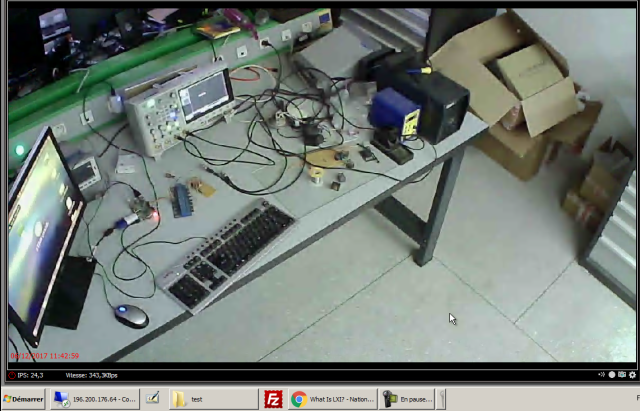 06/12/2017 11:42:59
IPS: 24,3 Vitesse: 343,3KBps
Démarrer
196.200.176.64 - Co...
test
What Is LXI? - Nation...
En pause...